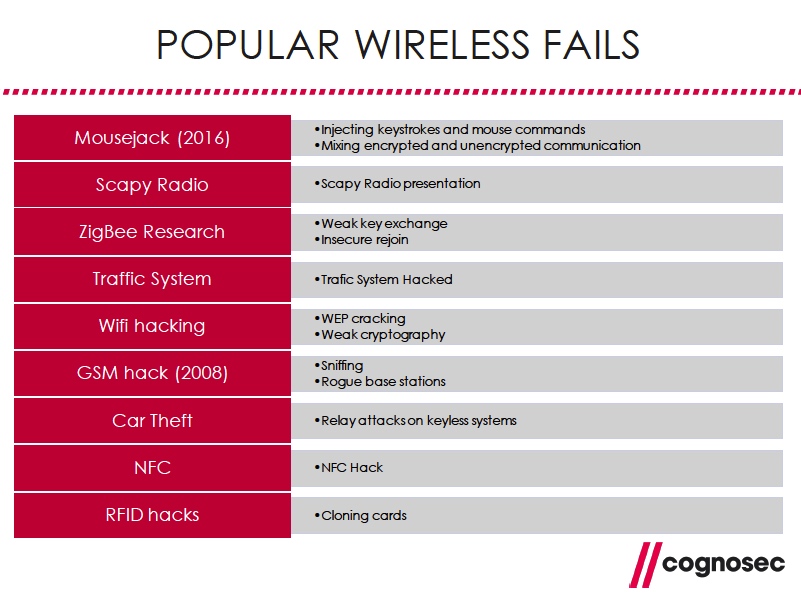 POPULAR WIRELESS FAILS
Mousejack (2016)
•Injecting keystrokes and mouse commands
•Mixing encrypted and unencrypted communication
Scapy Radio
•Scapy Radio presentation
ZigBee Research
•Weak key exchange
•Insecure rejoin
Traffic System
•Trafic System Hacked
Wifi hacking
•WEP cracking
•Weak cryptography
GSM hack (2008)
•Sniffing
•Rogue base stations
Car Theft
•Relay attacks on keyless systems
NFC
•NFC Hack
RFID hacks
•Cloning cards
cognosec